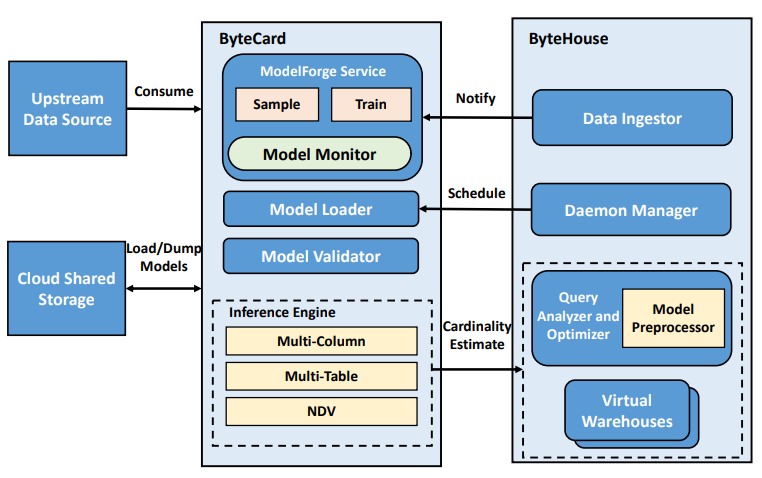 ByteCard
ByteHouse
ModelForge Service
Sample
Train
Model Monitor
Upstream
Data Source
Consume
Notify
Data Ingestor
Model Loader
Schedule
Daemon Manager
Model Validator
Cloud Shared
Storage
Load/Dump
Models
Inference Engine
Multi-Column
Multi-Table
NDV
Cardinality
Estimate
Query
Analyzer and
Optimizer
Model
Preprocessor
Virtual
Warehouses